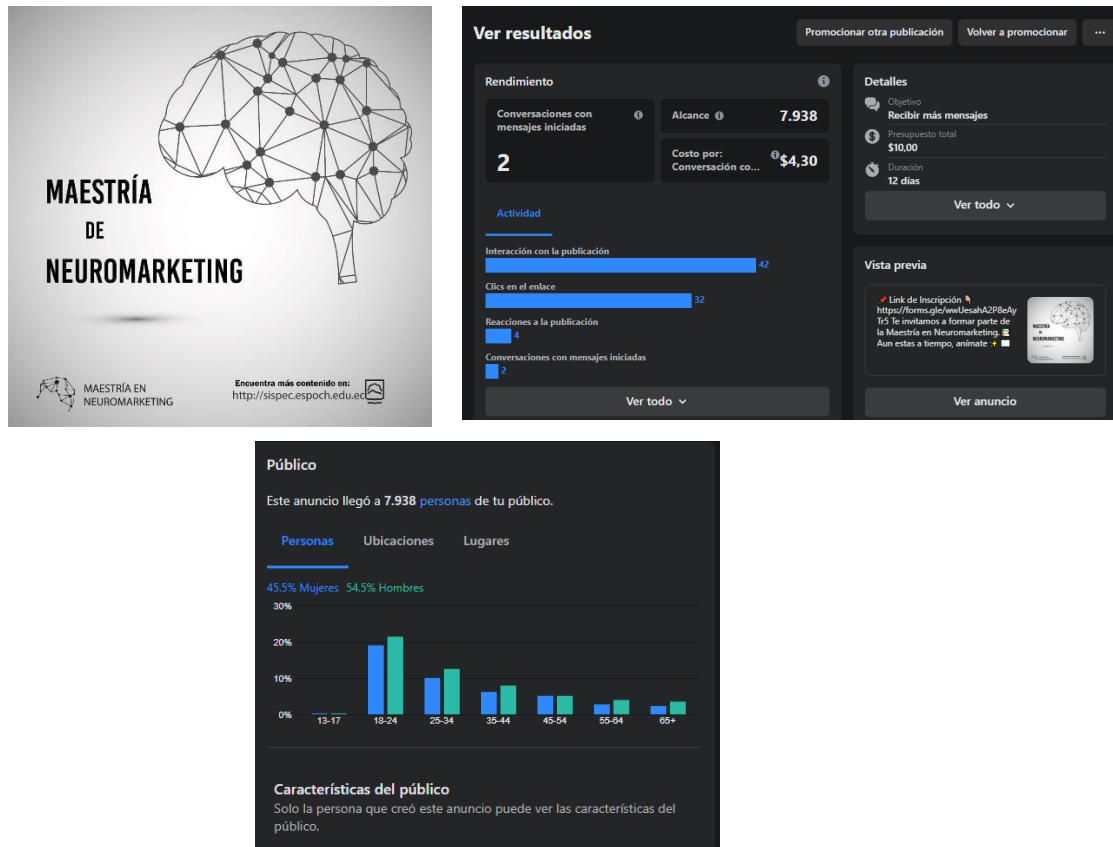 MAESTRÍA
DE
NEUROMARKETING
MAESTRÍA EN
NEUROMARKETING
Encuentra más contenido en:
http://sispec.espoch.edu.ec
Ver resultados
Promocionar otra publicación
Volver a promocionar
...
Rendimiento
Conversaciones con
mensajes iniciadas
2
Alcance
7.938
Costo por:
Conversación co...
$4,30
Actividad
Interacción con la publicación
42
Clics en el enlace
32
Reacciones a la publicación
4
Conversaciones con mensajes iniciadas
2
Ver todo
Detalles
Objetivo
Recibir más mensajes
Presupuesto total
$10,00
Duración
12 días
Ver todo
Vista previa
📌 Link de Inscripción 👇🏼
https://forms.gle/wwUesahA2P8eAy
Tr5 Te invitamos a formar parte de
la Maestría en Neuromarketing.
Aun estas a tiempo, anímate ✨
MAESTRÍA
DE
NEUROMARKETING
Ver anuncio
Público
Este anuncio llegó a 7.938 personas de tu público.
Personas
Ubicaciones
Lugares
45.5% Mujeres 54.5% Hombres
30%
20%
10%
0%
13-17 18-24 25-34 35-44 45-54 55-64 65+
Características del público
Solo la persona que creó este anuncio puede ver las características del
público.